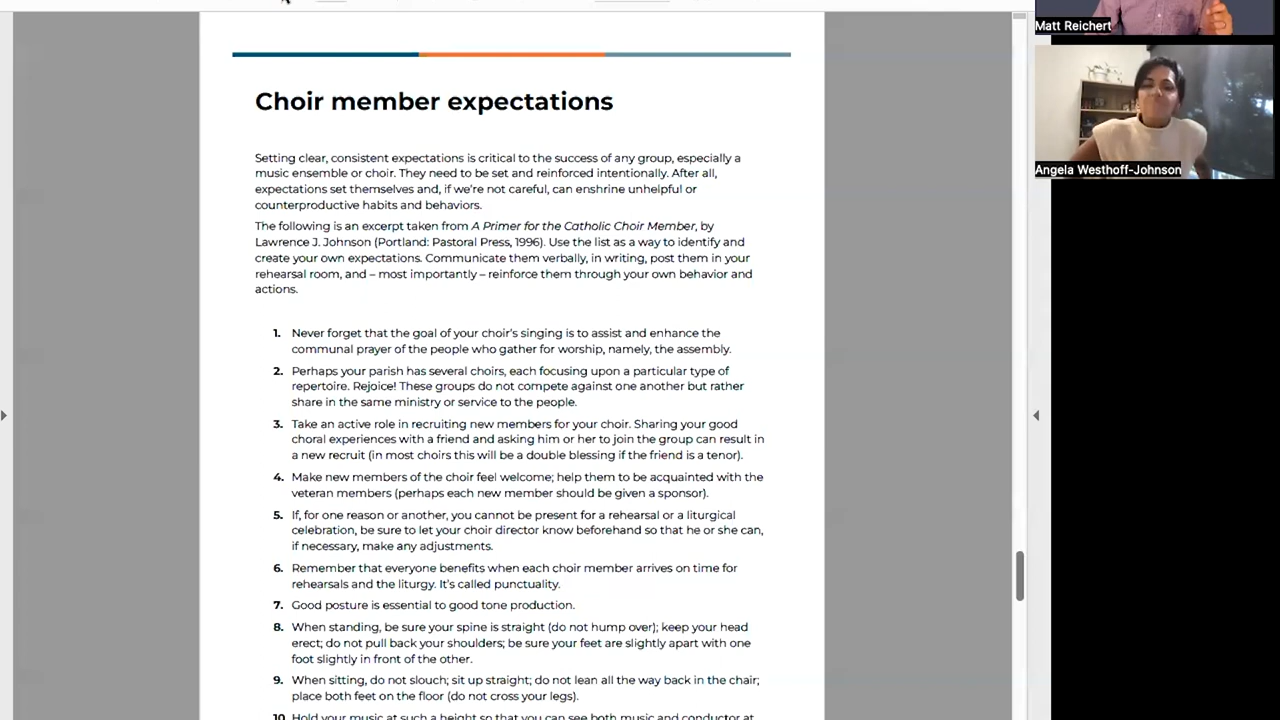 Choir member expectations
Setting clear, consistent expectations is critical to the success of any group, especially a
music ensemble or choir. They need to be set and reinforced intentionally. After all,
expectations set themselves and, if we're not careful, can enshrine unhelpful or
counterproductive habits and behaviors.
The following is an excerpt taken from A Primer for the Catholic Choir Member, by
Lawrence J. Johnson (Portland: Pastoral Press, 1996). Use the list as a way to identify and
create your own expectations. Communicate them verbally, in writing, post them in your
rehearsal room, and – most importantly – reinforce them through your own behavior and
actions.
1. Never forget that the goal of your choir's singing is to assist and enhance the
communal prayer of the people who gather for worship, namely, the assembly.
2. Perhaps your parish has several choirs, each focusing upon a particular type of
repertoire. Rejoice! These groups do not compete against one another but rather
share in the same ministry or service to the people.
3. Take an active role in recruiting new members for your choir. Sharing your good
choral experiences with a friend and asking him or her to join the group can result in
a new recruit (in most choirs this will be a double blessing if the friend is a tenor).
4. Make new members of the choir feel welcome; help them to be acquainted with the
veteran members (perhaps each new member should be given a sponsor).
5. If, for one reason or another, you cannot be present for a rehearsal or a liturgical
celebration, be sure to let your choir director know beforehand so that he or she can,
if necessary, make any adjustments.
6. Remember that everyone benefits when each choir member arrives on time for
rehearsals and the liturgy. It's called punctuality.
7. Good posture is essential to good tone production.
8. When standing, be sure your spine is straight (do not hump over); keep your head
erect; do not pull back your shoulders; be sure your feet are slightly apart with one
foot slightly in front of the other.
9. When sitting, do not slouch; sit up straight; do not lean all the way back in the chair;
place both feet on the floor (do not cross your legs).
10. Hold your music at such a height so that you can see both music and conductor at
Matt Reichert
Angela Westhoff-Johnson